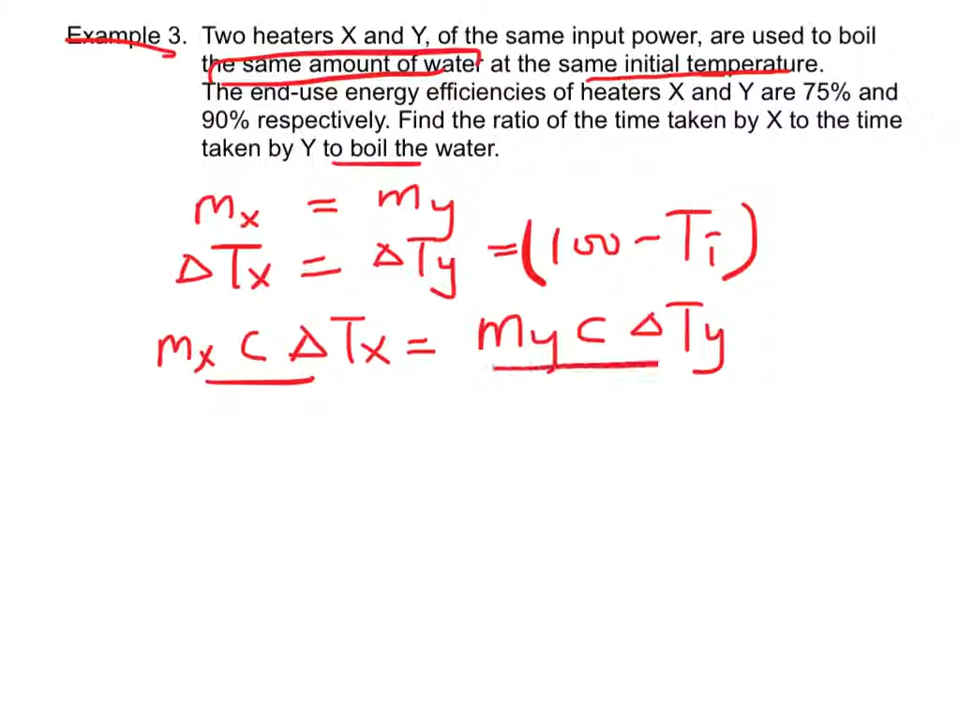 Example 3. Two heaters X and Y, of the same input power, are used to boil
the same amount of water at the same initial temperature.
The end-use energy efficiencies of heaters X and Y are 75% and
90% respectively. Find the ratio of the time taken by X to the time
taken by Y to boil the water.
mx = my
ΔTx = ΔTy = (100 - Ti)
mx c ΔTx = my c ΔTy